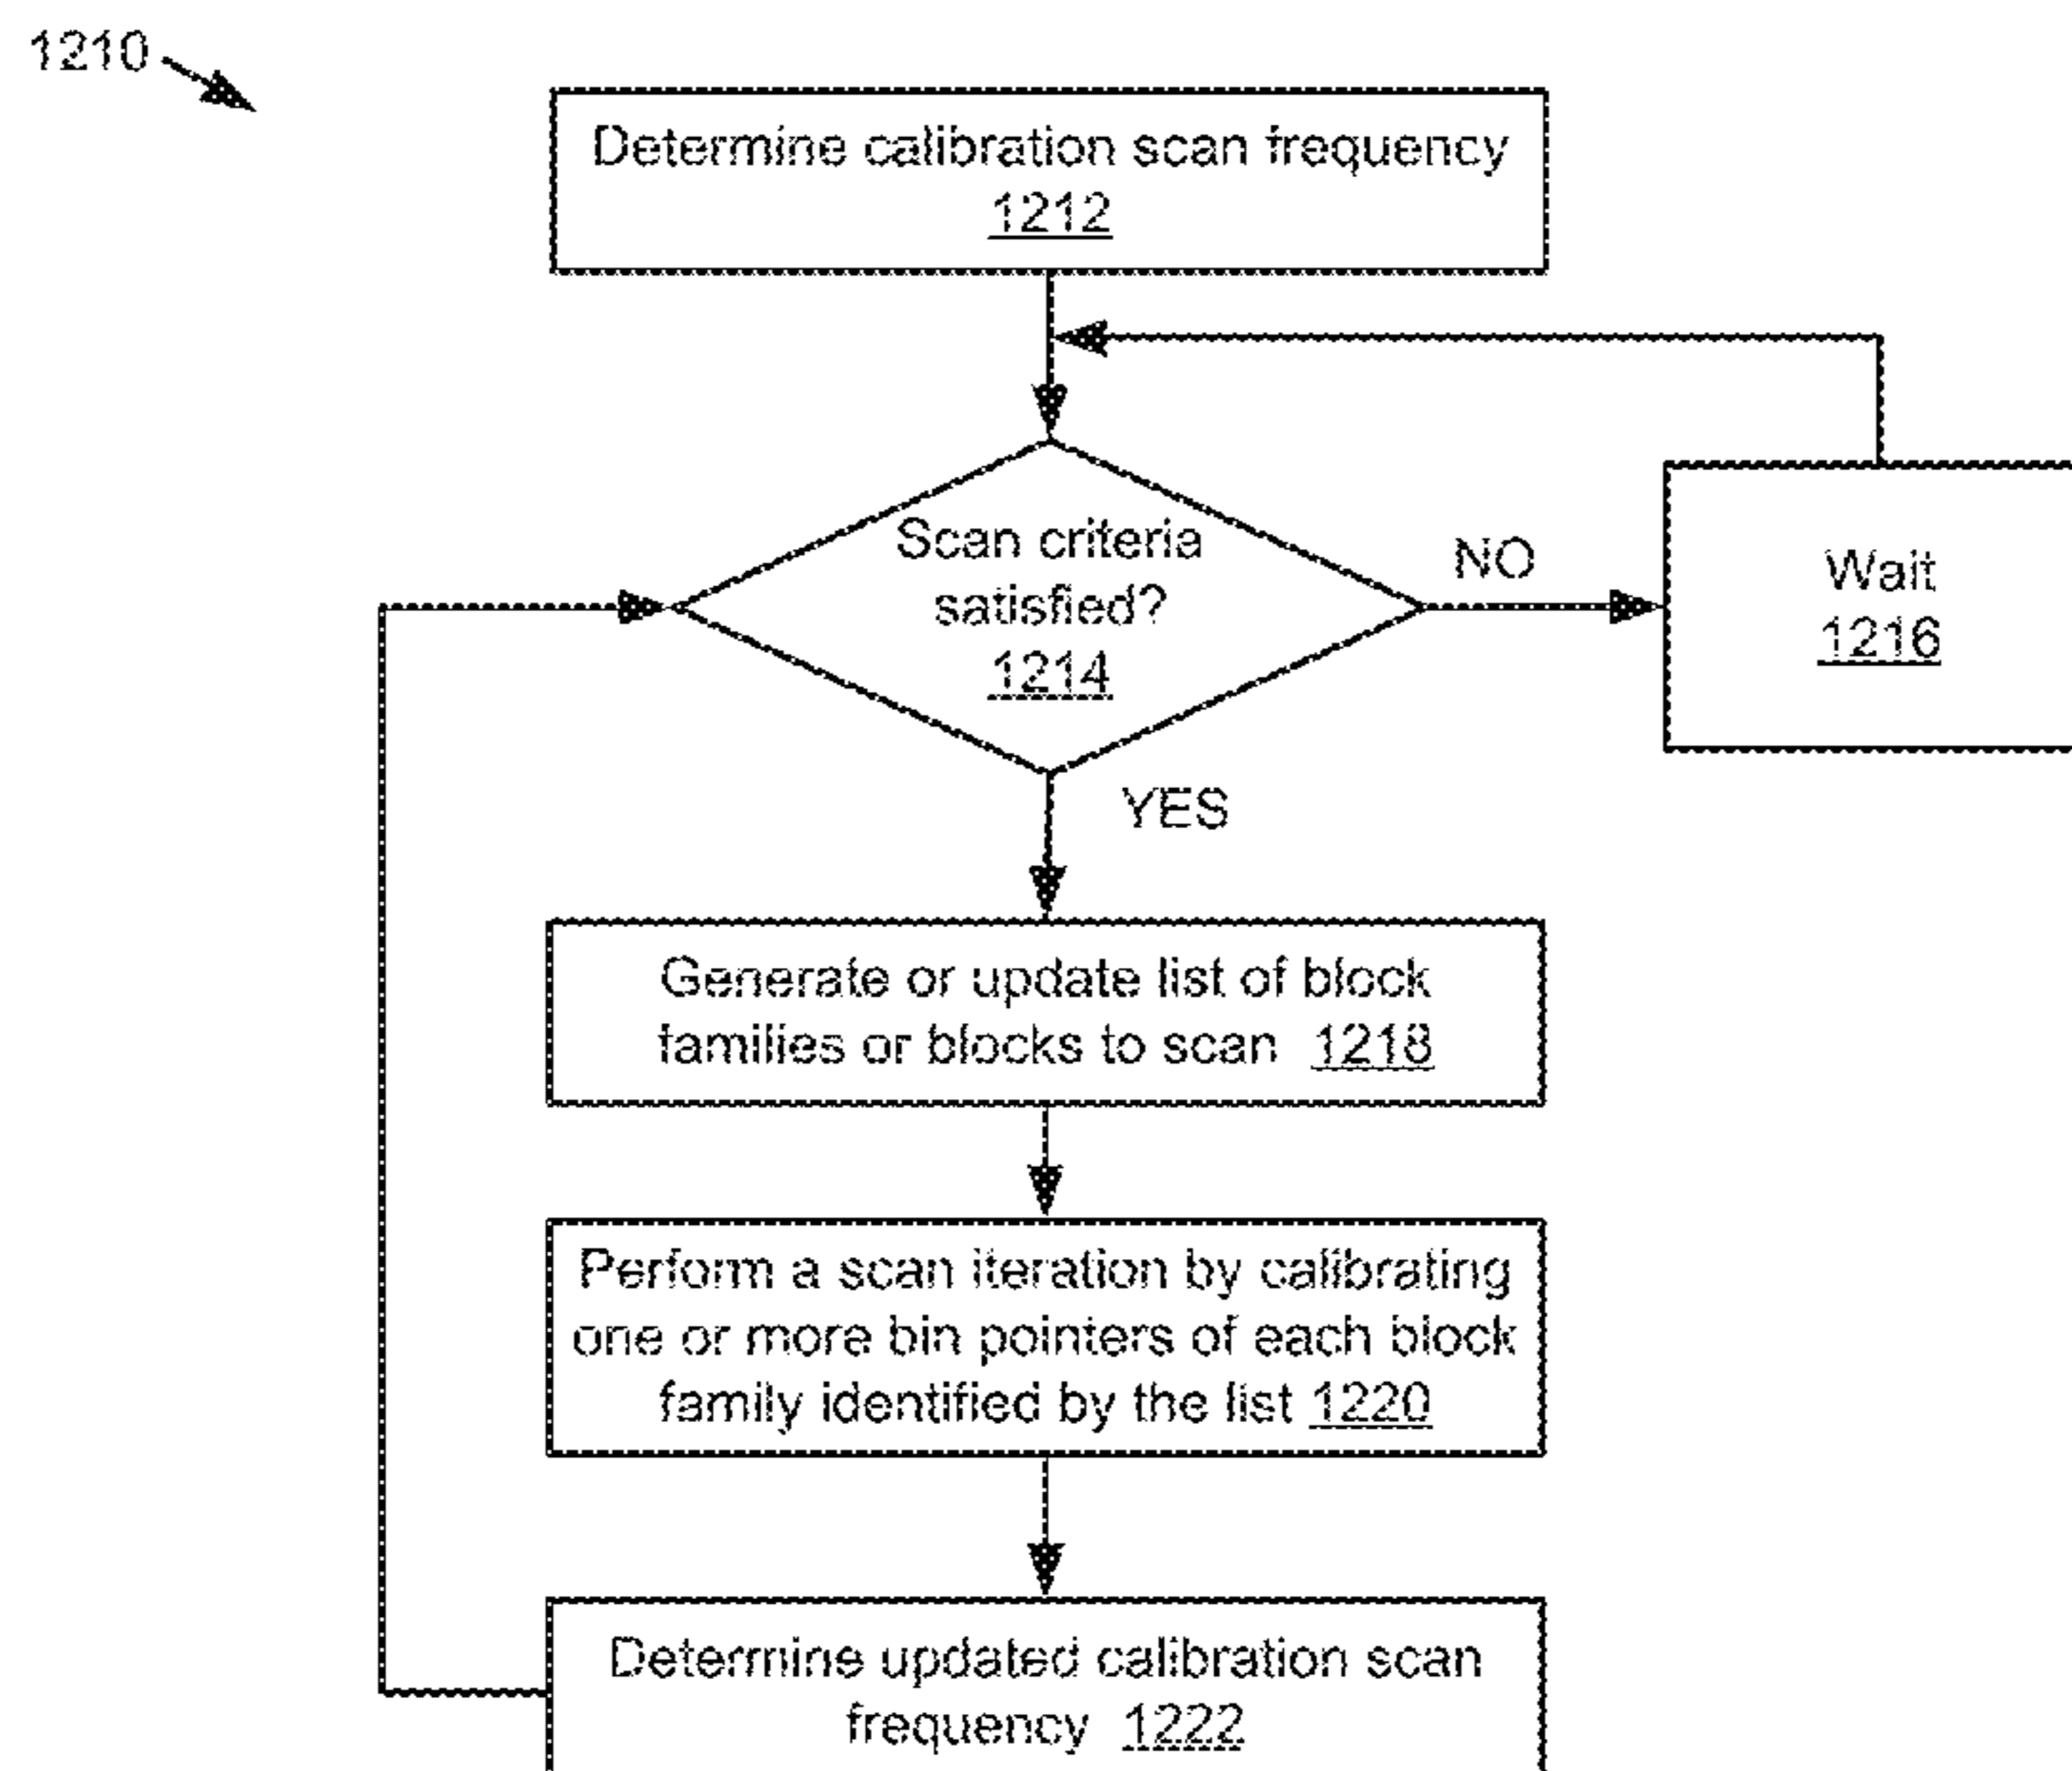 1210
Determine calibration scan frequency
1212
Scan criteria
satisfied?
1214
NO
Wait
1216
YES
Generate or update list of block
families or blocks to scan 1218
Perform a scan iteration by calibrating
one or more bin pointers of each block
family identified by the list 1220
Determine updated calibration scan
frequency 1222